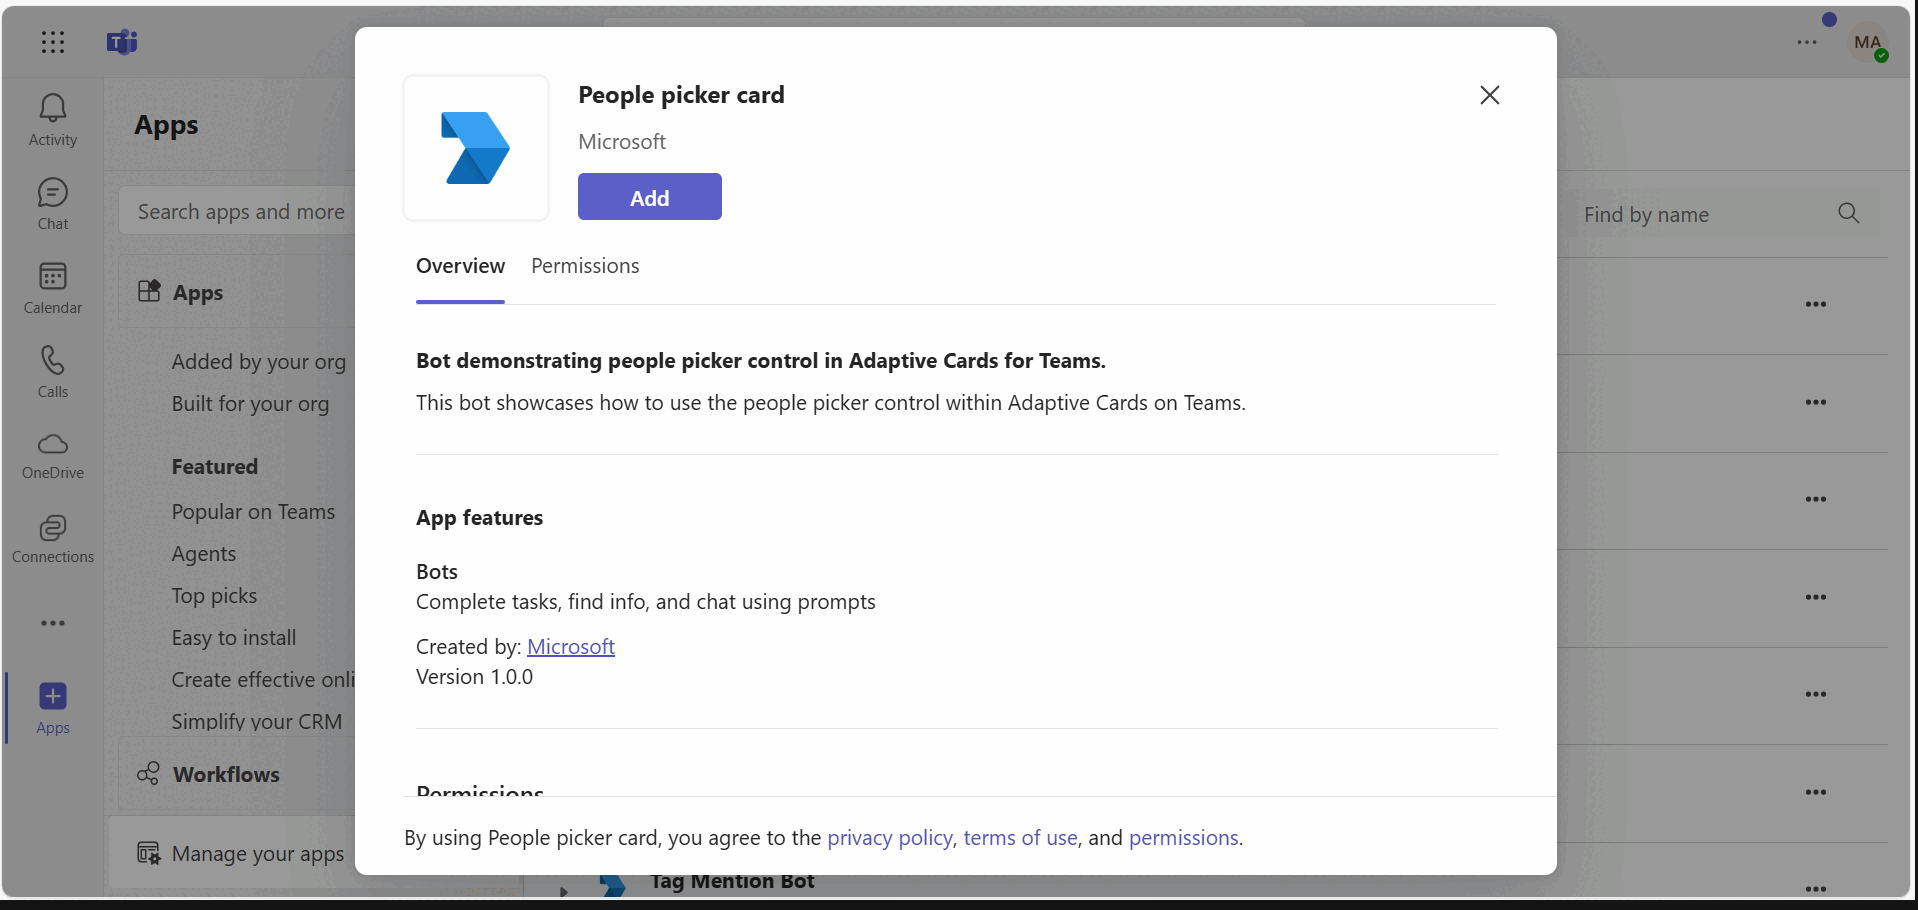 MA
Activity
Chat
Calendar
Calls
OneDrive
Connections
Apps
Apps
Search apps and more
Apps
Added by your org
Built for your org
Featured
Popular on Teams
Agents
Top picks
Easy to install
Create effective onli
Simplify your CRM
Workflows
Manage your apps
People picker card
Microsoft
Add
Overview Permissions
Bot demonstrating people picker control in Adaptive Cards for Teams.
This bot showcases how to use the people picker control within Adaptive Cards on Teams.
App features
Bots
Complete tasks, find info, and chat using prompts
Created by: Microsoft
Version 1.0.0
Permissions
By using People picker card, you agree to the privacy policy, terms of use, and permissions.
Find by name
Tag Mention Bot